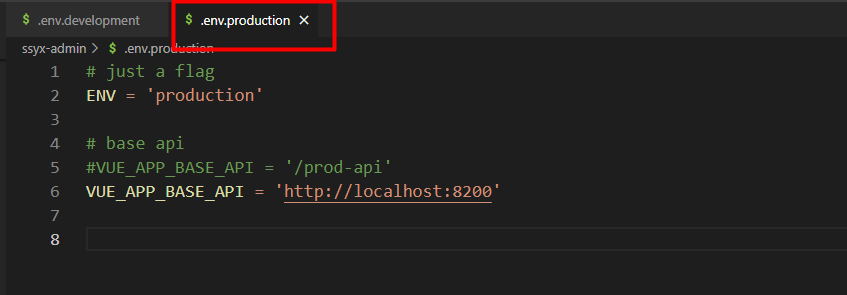 $ .env.development $ .env.production ×
ssyx-admin > $ .env.production
1 # just a flag
2 ENV = 'production'
3
4 # base api
5 #VUE_APP_BASE_API = '/prod-api'
6 VUE_APP_BASE_API = 'http://localhost:8200'
7
8